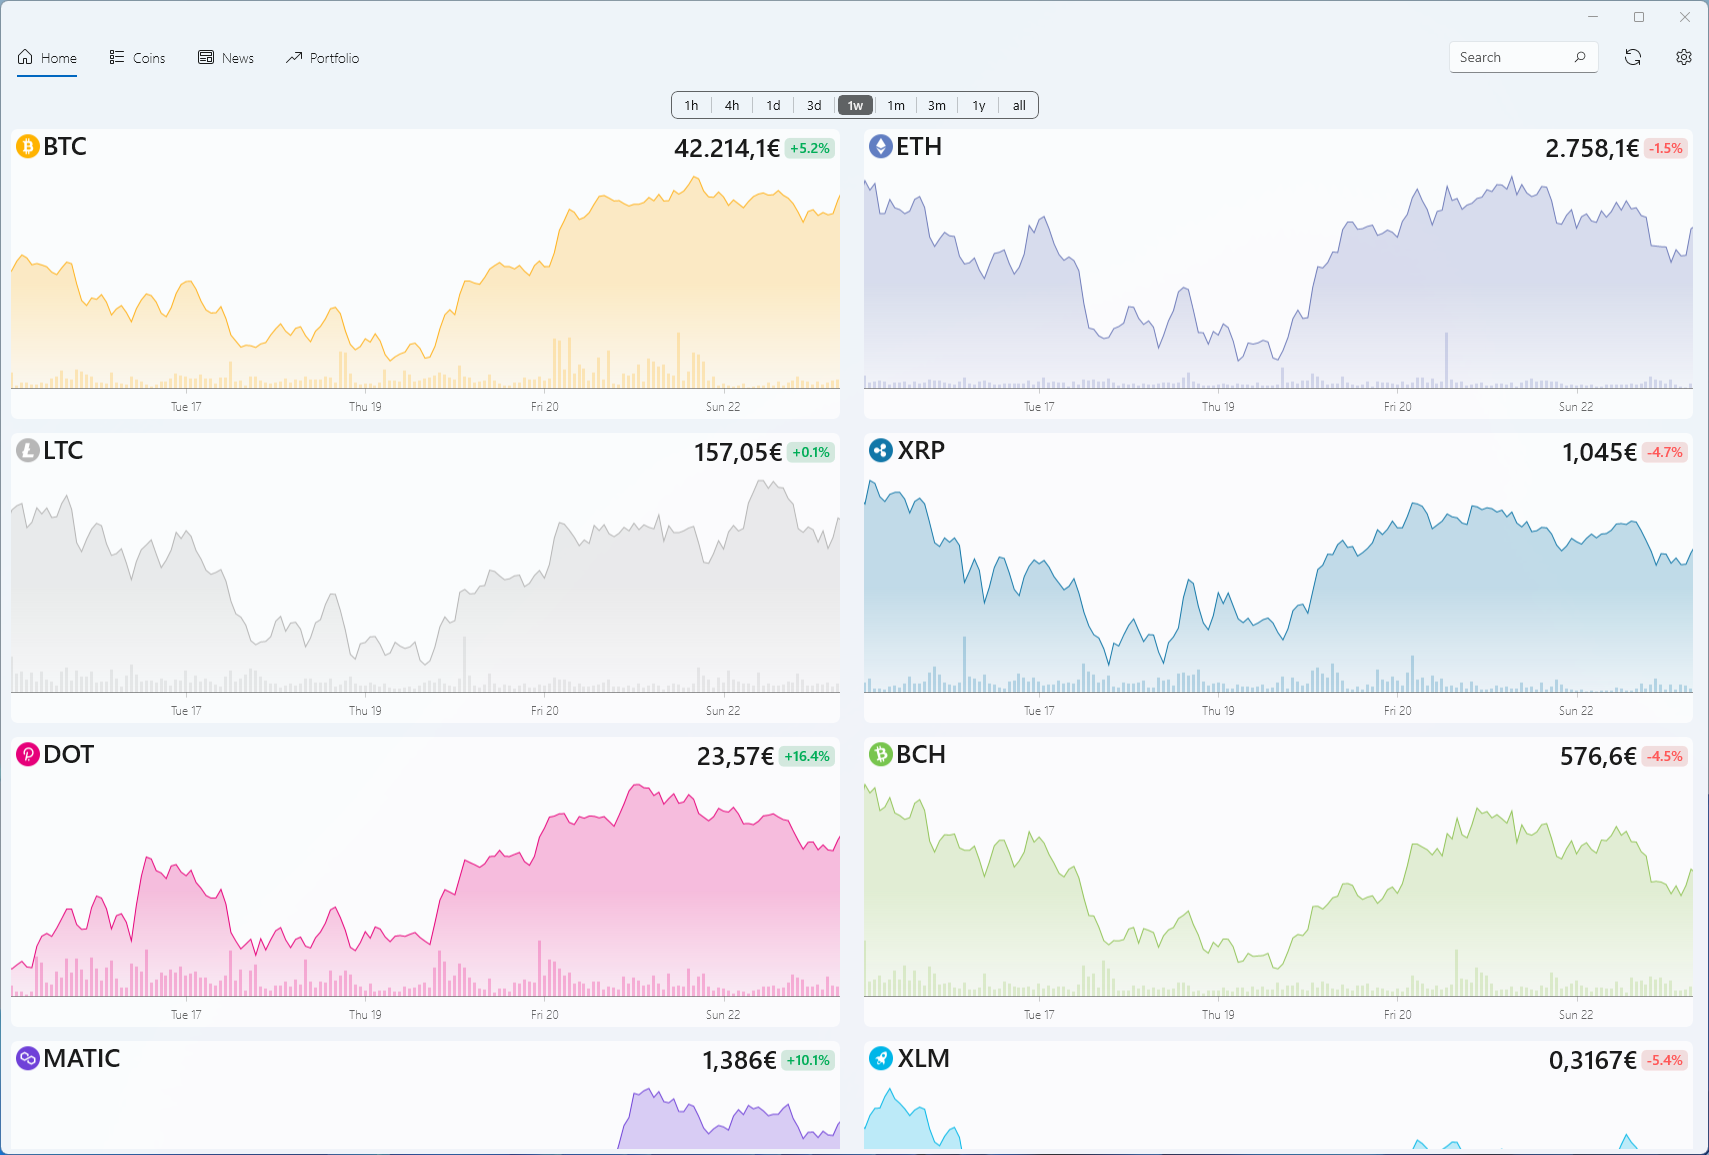 Home Coins News Portfolio Search
1h 4h 1d 3d 1w 1m 3m 1y all
BTC 42.214,1€ +5.2%
Tue 17 Thu 19 Fri 20 Sun 22
ETH 2.758,1€ -1.5%
Tue 17 Thu 19 Fri 20 Sun 22
LTC 157,05€ +0.1%
Tue 17 Thu 19 Fri 20 Sun 22
XRP 1,045€ -4.7%
Tue 17 Thu 19 Fri 20 Sun 22
DOT 23,57€ +16.4%
Tue 17 Thu 19 Fri 20 Sun 22
BCH 576,6€ -4.5%
Tue 17 Thu 19 Fri 20 Sun 22
MATIC 1,386€ +10.1%
XLM 0,3167€ -5.4%